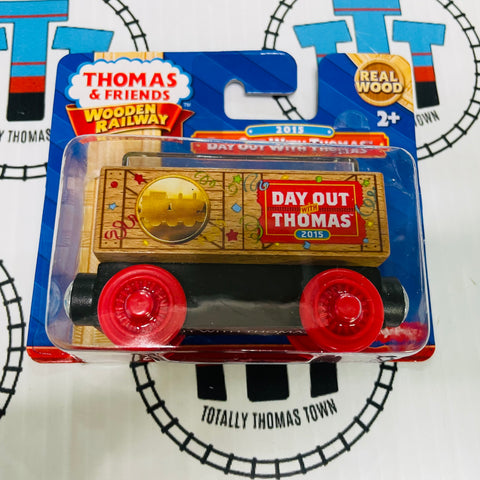 THOMAS
& FRIENDS
™
WOODEN
RAILWAY
REAL
WOOD
2+
2015
DAY OUT WITH THOMAS
DAY OUT
WITH
THOMAS
2015
TOTALLY THOMAS
TOWN
TOTALLY THOMAS TOWN